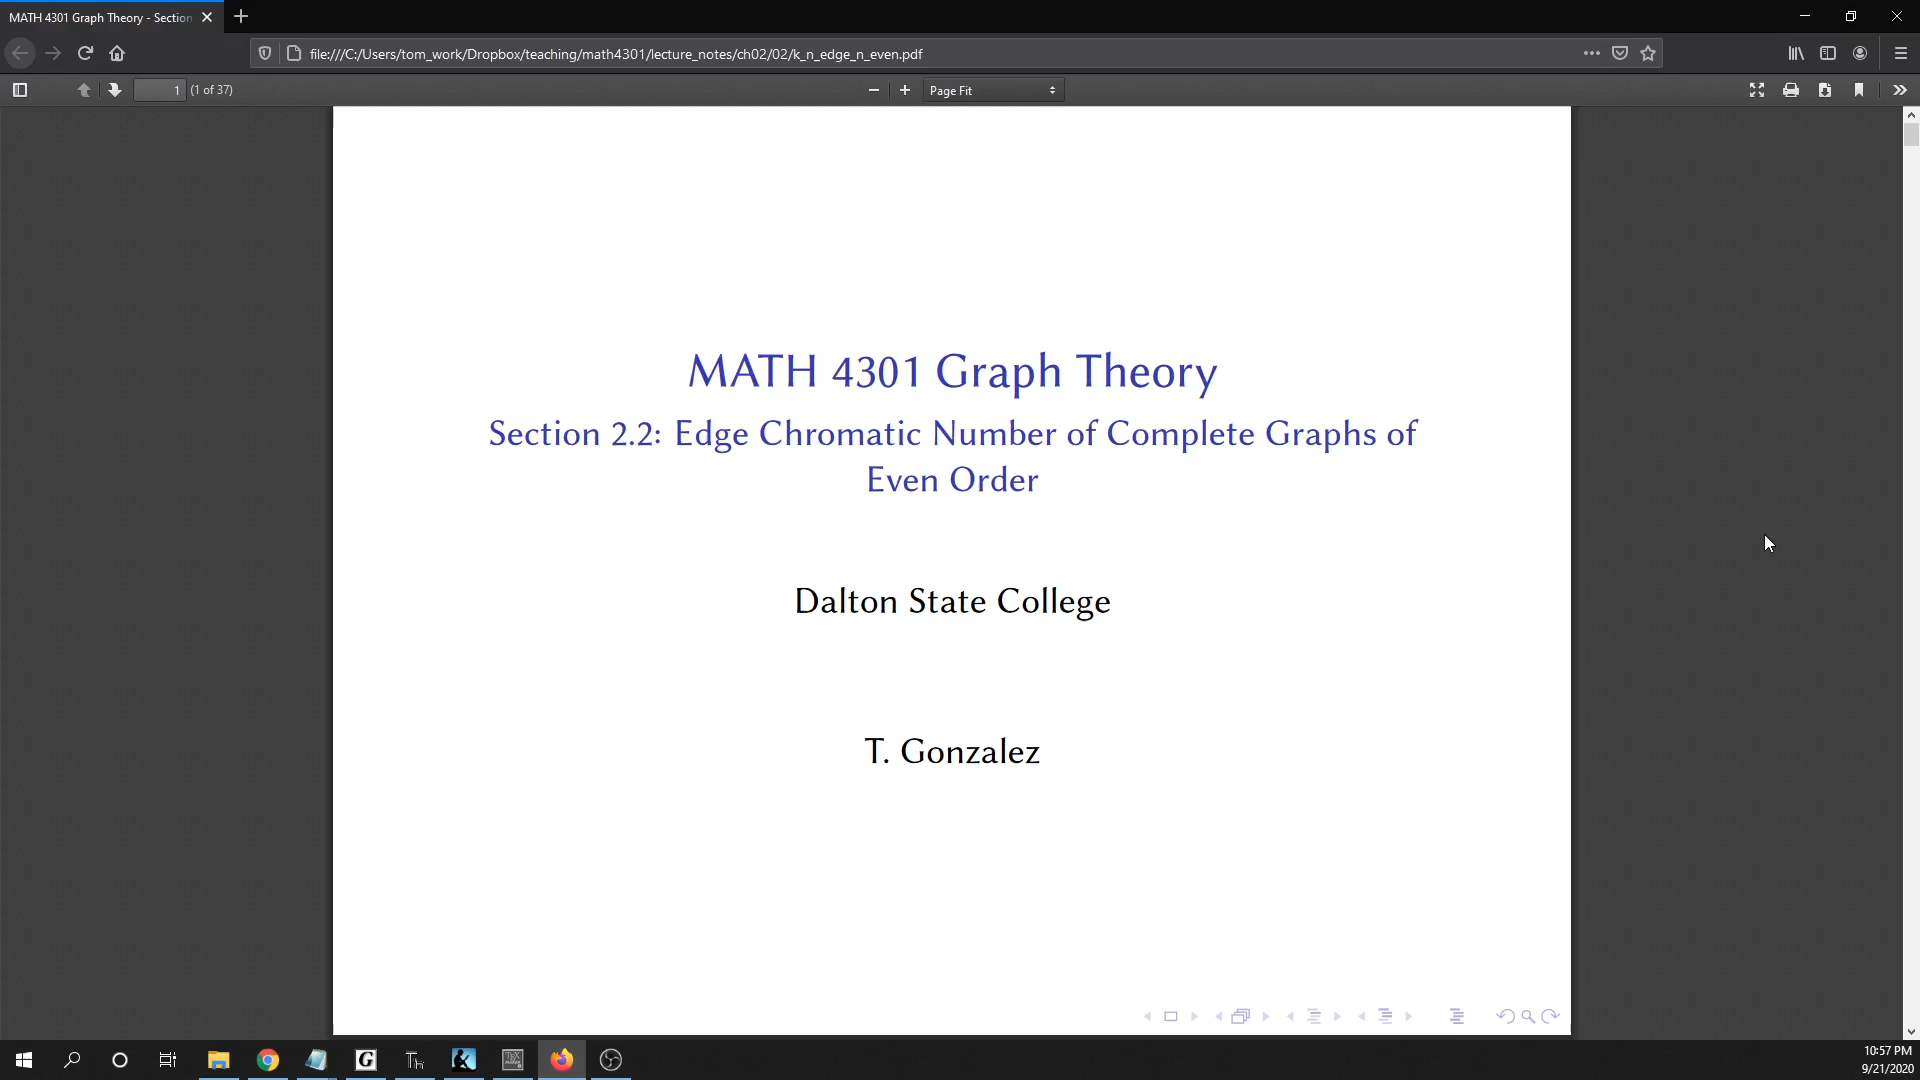 MATH 4301 Graph Theory - Section
file:///C:/Users/tom_work/Dropbox/teaching/math4301/lecture_notes/ch02/02/k_n_edge_n_even.pdf
1 (1 of 37)
Page Fit
MATH 4301 Graph Theory
Section 2.2: Edge Chromatic Number of Complete Graphs of
Even Order
Dalton State College
T. Gonzalez
10:57 PM
9/21/2020